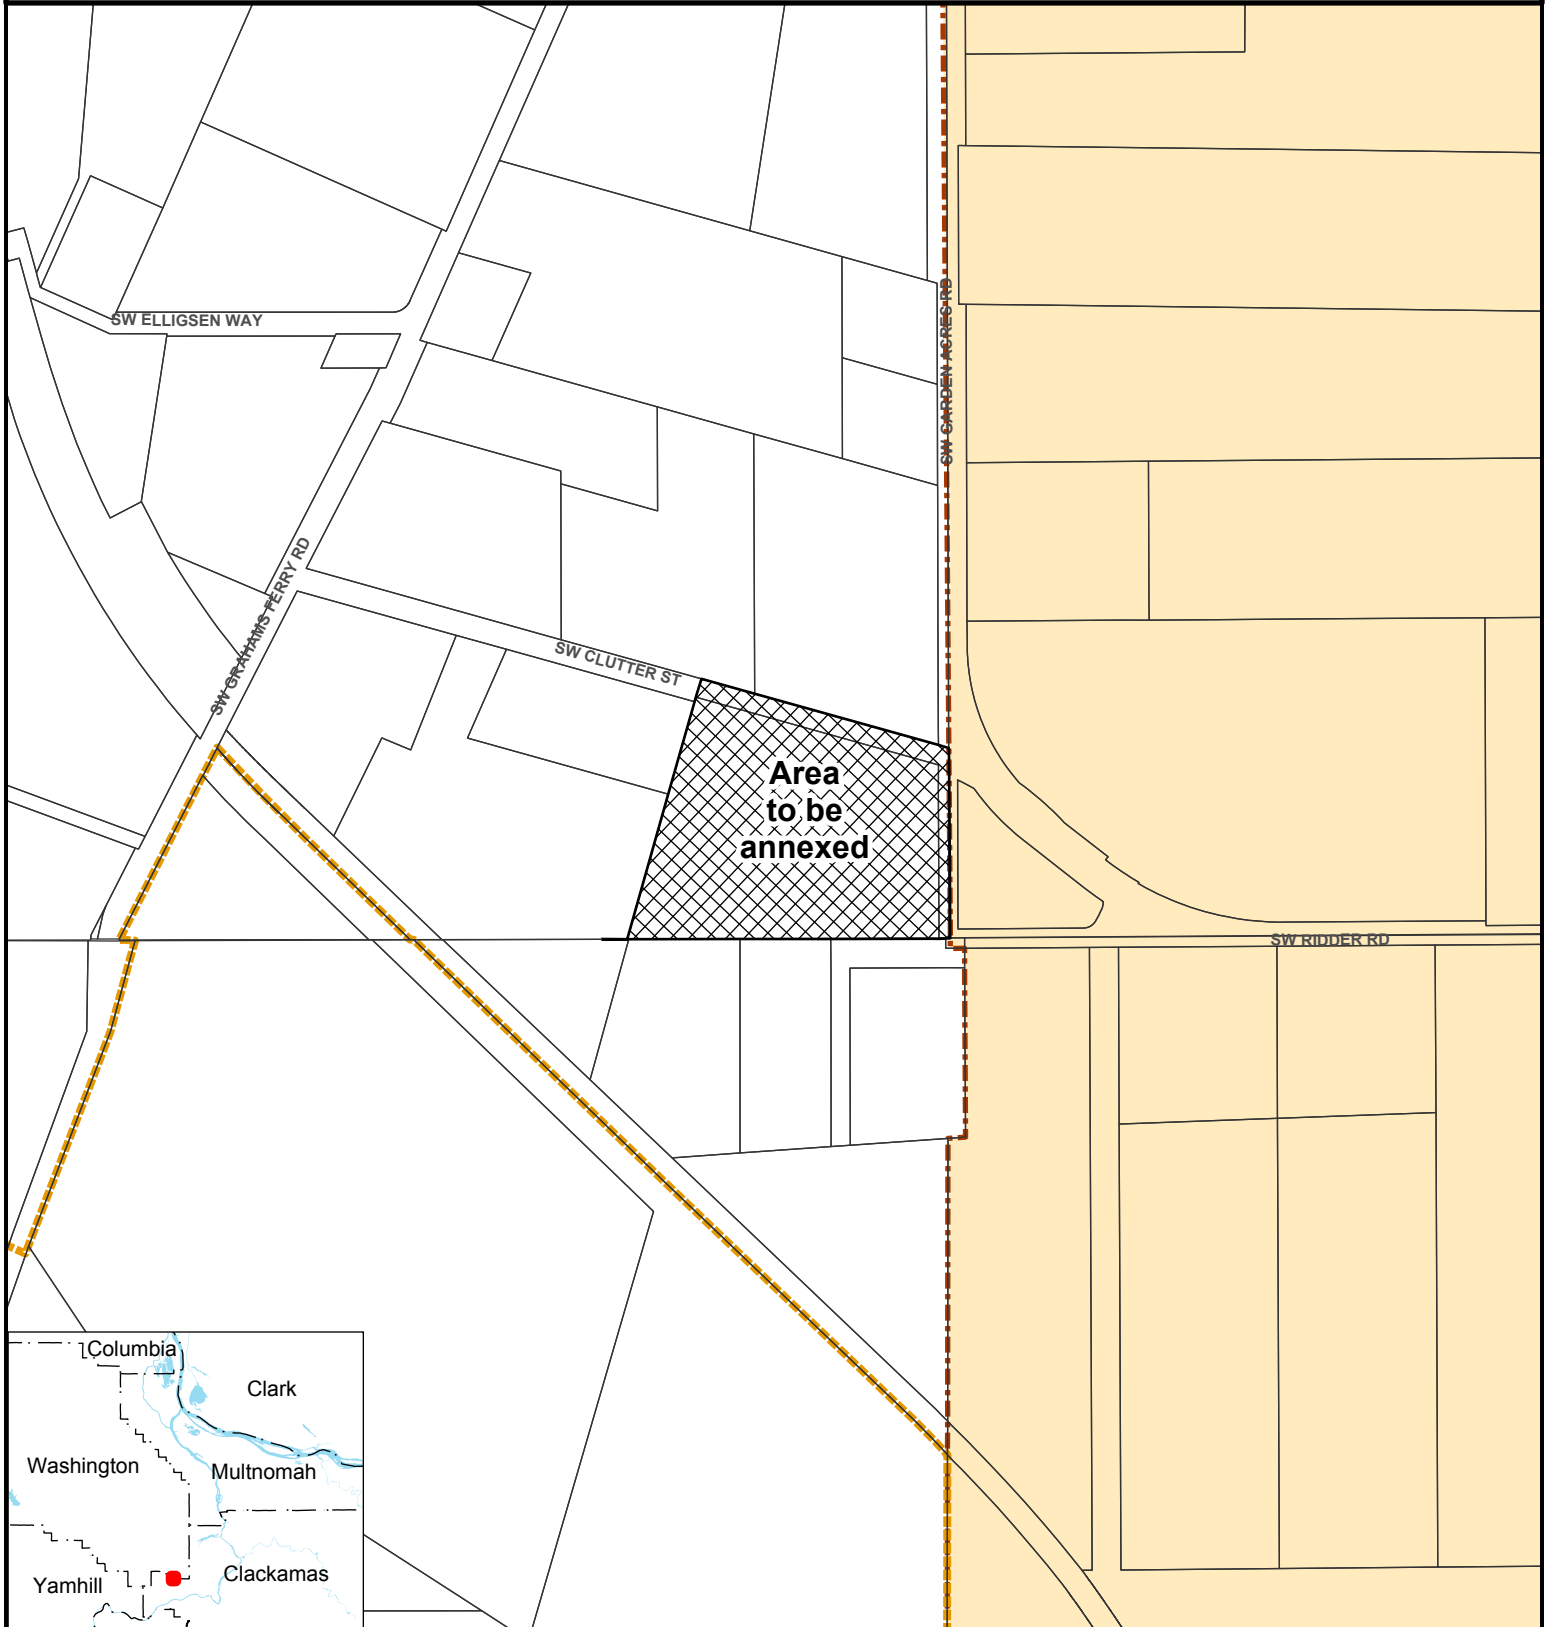 SW ELLIGSEN WAY
SW GARDEN ACRES RD
SW GRAHAMS FERRY RD
SW CLUTTER ST
Area
to be
annexed
SW RIDDER RD
Columbia
Clark
Washington
Multnomah
Yamhill
Clackamas